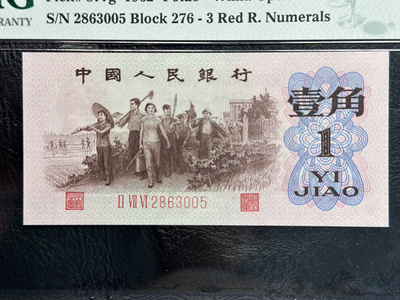 WARRANTY
S/N 2863005 Block 276 - 3 Red R. Numerals
中國人民銀行
壹角
1
YI
JIAO
II VII VI 2863005